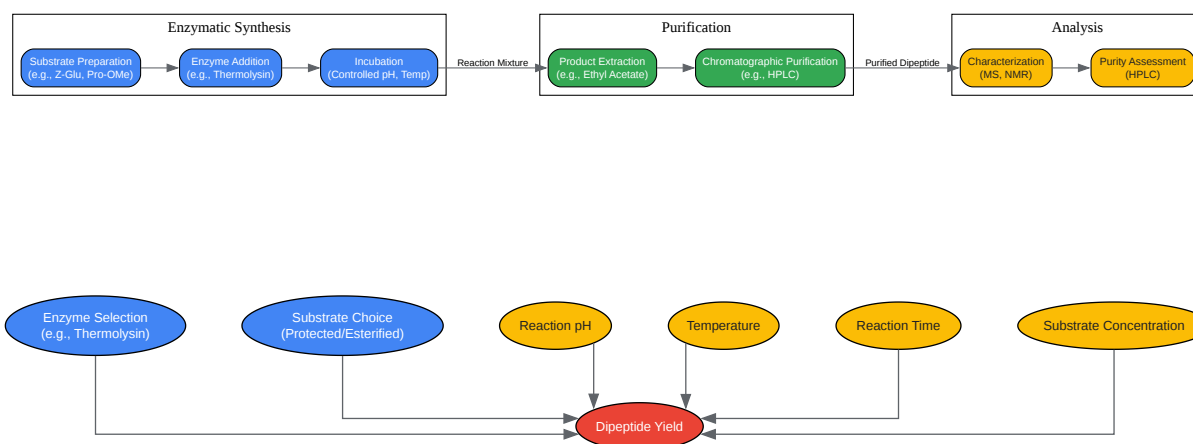 Enzymatic Synthesis
Substrate Preparation
(e.g., Z-Glu, Pro-OMe)
Enzyme Addition
(e.g., Thermolysin)
Incubation
(Controlled pH, Temp)
Reaction Mixture
Purification
Product Extraction
(e.g., Ethyl Acetate)
Chromatographic Purification
(e.g., HPLC)
Purified Dipeptide
Analysis
Characterization
(MS, NMR)
Purity Assessment
(HPLC)
Enzyme Selection
(e.g., Thermolysin)
Substrate Choice
(Protected/Esterified)
Reaction pH
Temperature
Reaction Time
Substrate Concentration
Dipeptide Yield